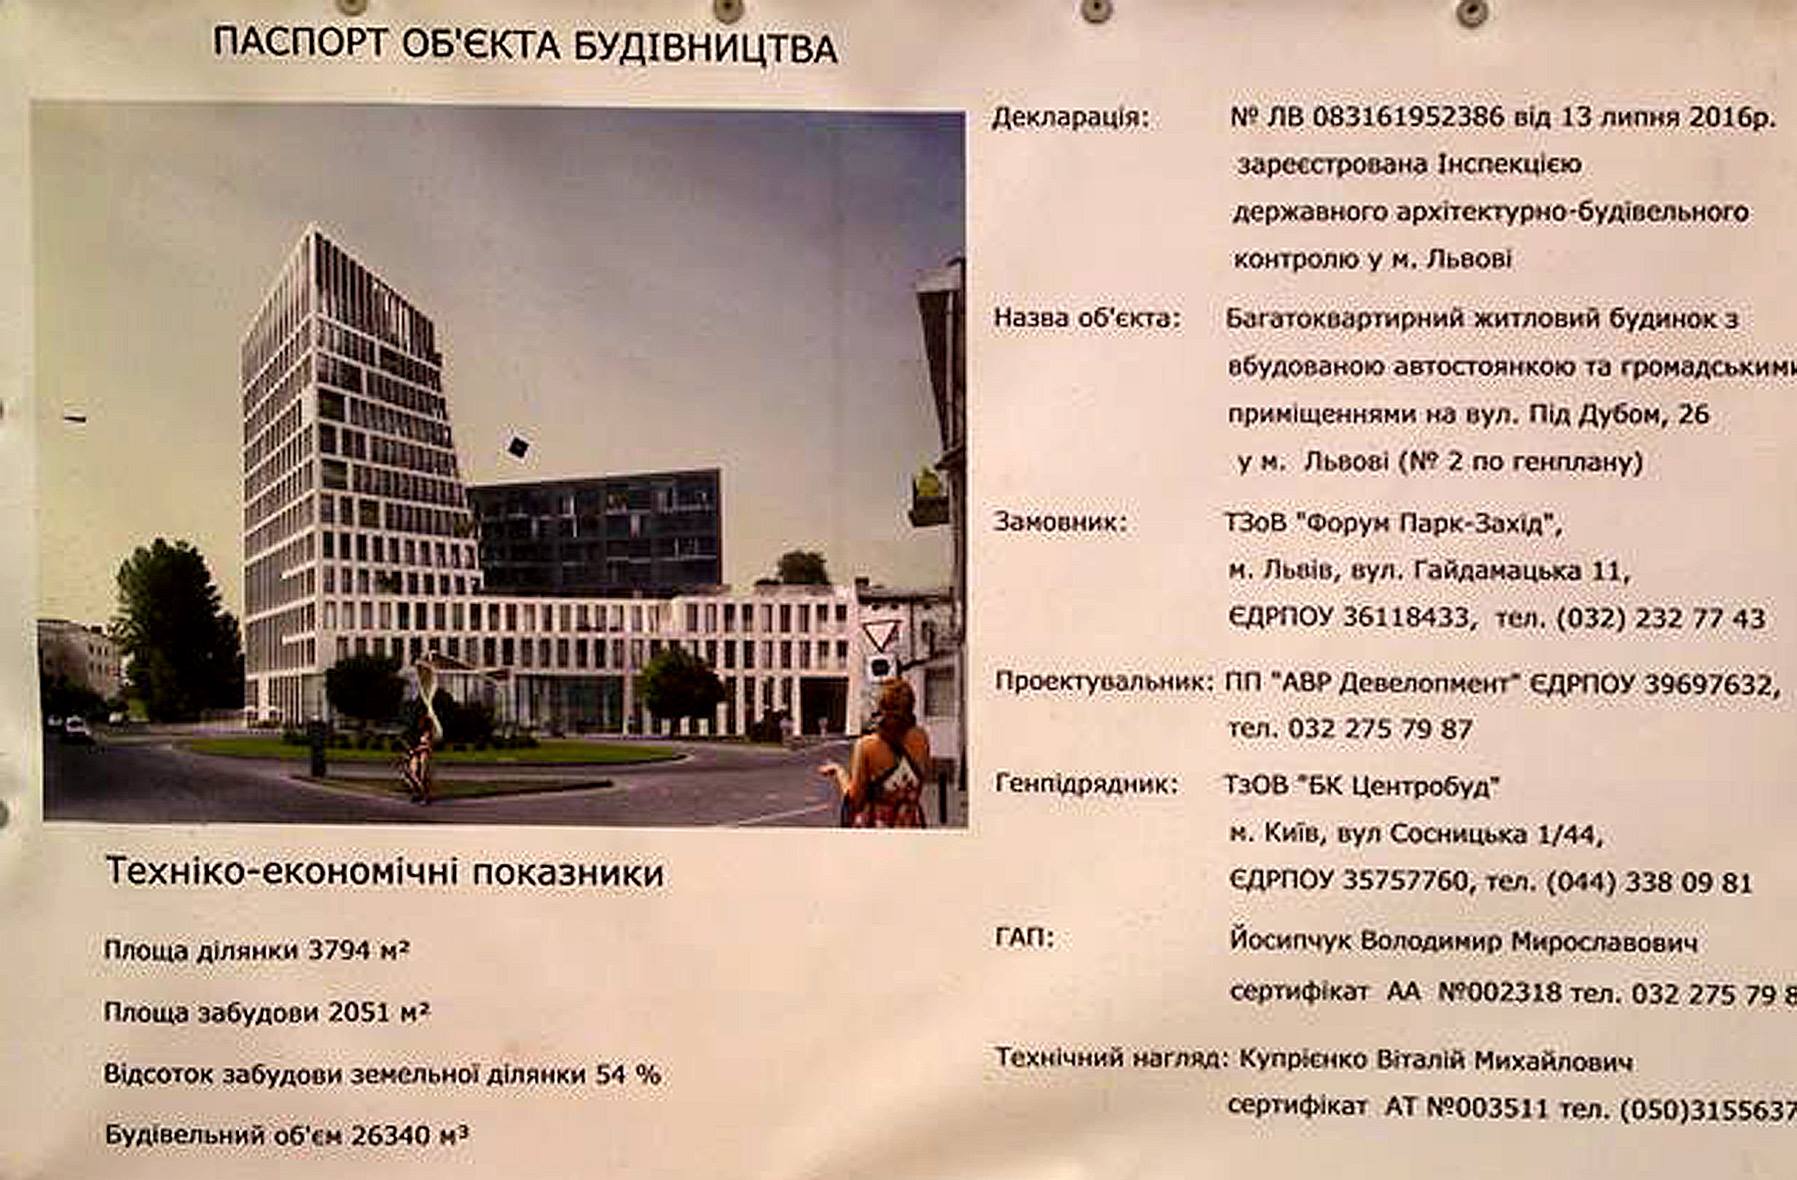 ПАСПОРТ ОБ'ЄКТА БУДІВНИЦТВА
Декларація: № ЛВ 083161952386 від 13 липня 2016р.
зареєстрована Інспекцією
державного архітектурно-будівельного
контролю у м. Львові
Назва об'єкта: Багатоквартирний житловий будинок з
вбудованою автостоянкою та громадськими
приміщеннями на вул. Під Дубом, 26
у м. Львові (№ 2 по генплану)
Замовник: ТЗоВ "Форум Парк-Захід",
м. Львів, вул. Гайдамацька 11,
ЄДРПОУ 36118433, тел. (032) 232 77 43
Проектувальник: ПП "АВР Девелопмент" ЄДРПОУ 39697632,
тел. 032 275 79 87
Генпідрядник: ТзОВ "БК Центробуд"
м. Київ, вул Сосницька 1/44,
ЄДРПОУ 35757760, тел. (044) 338 09 81
ГАП: Йосипчук Володимир Мирославович
сертифікат АА №002318 тел. 032 275 79 8
Технічний нагляд: Купрієнко Віталій Михайлович
сертифікат АТ №003511 тел. (050)3155637
Техніко-економічні показники
Площа ділянки 3794 м²
Площа забудови 2051 м²
Відсоток забудови земельної ділянки 54 %
Будівельний об'єм 26340 м³